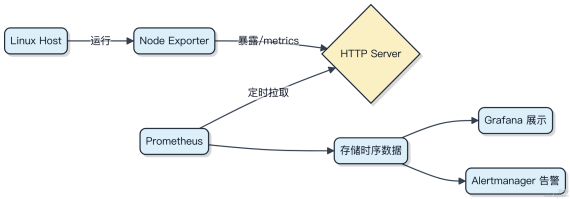 Linux Host
运行
Node Exporter
暴露/metrics
HTTP Server
定时拉取
Prometheus
存储时序数据
Grafana 展示
Alertmanager 告警